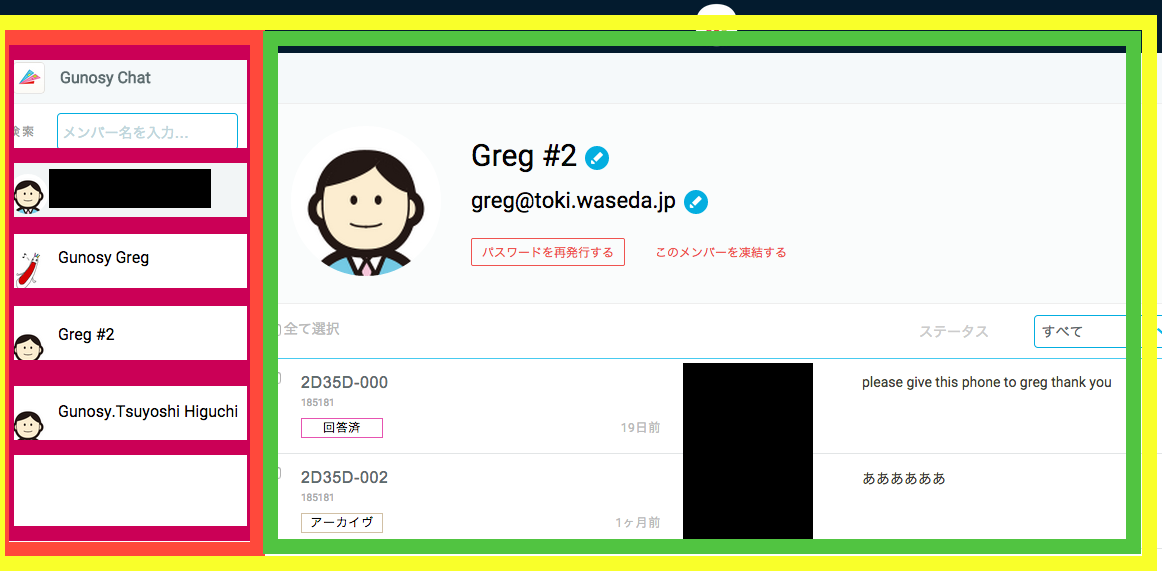 Gunosy Chat
検索
メンバー名を入力...
Gunosy Greg
Greg #2
Gunosy.Tsuyoshi Higuchi
Greg #2
greg@toki.waseda.jp
パスワードを再発行する
このメンバーを凍結する
全て選択
ステータス
すべて
2D35D-000
185181
回答済
19日前
please give this phone to greg thank you
2D35D-002
185181
アーカイヴ
1ヶ月前
ああああああ